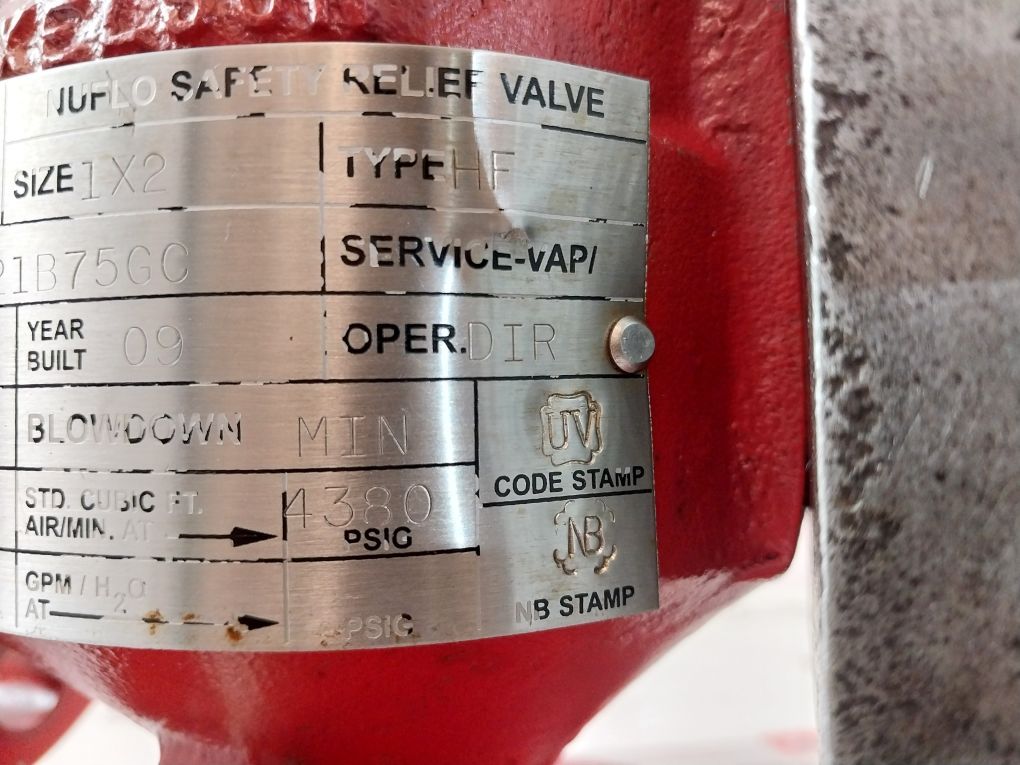 NUFLO SAFETY RELIEF VALVE
SIZE 1X2 TYPE HF
21B75GC SERVICE-VAP/
YEAR BUILT 09 OPER. DIR
BLOWDOWN MIN
UV
CODE STAMP
STD. CUBIC FT.
AIR/MIN. AT 4380
PSIG
NB
NB STAMP
GPM / H2O
AT PSIG